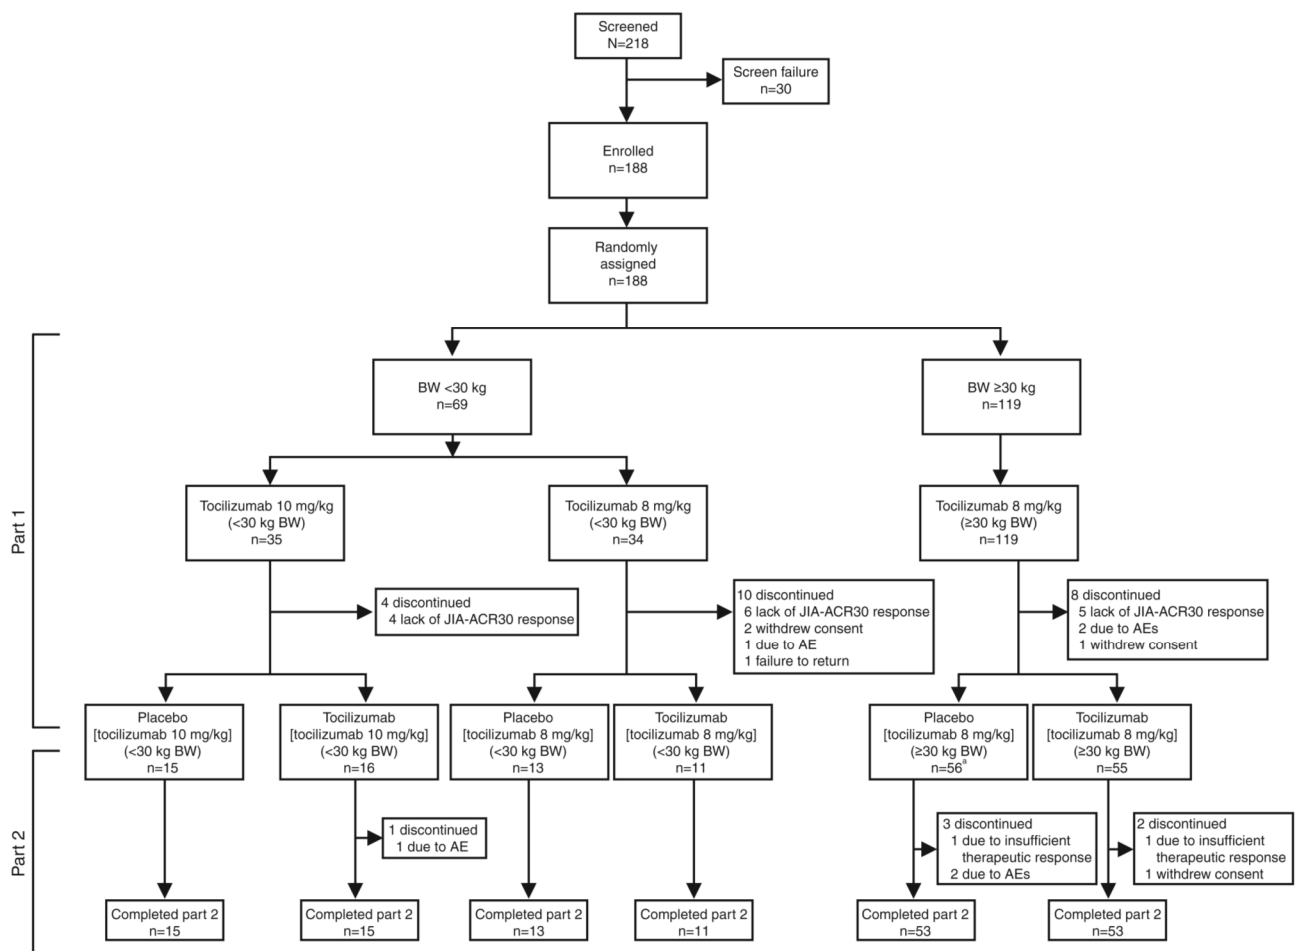 Screened
N=218
Screen failure
n=30
Enrolled
n=188
Randomly
assigned
n=188
Part 1
BW <30 kg
n=69
BW ≥30 kg
n=119
Tocilizumab 10 mg/kg
(<30 kg BW)
n=35
Tocilizumab 8 mg/kg
(<30 kg BW)
n=34
Tocilizumab 8 mg/kg
(≥30 kg BW)
n=119
4 discontinued
4 lack of JIA-ACR30 response
10 discontinued
6 lack of JIA-ACR30 response
2 withdrew consent
1 due to AE
1 failure to return
8 discontinued
5 lack of JIA-ACR30 response
2 due to AEs
1 withdrew consent
Placebo
[tocilizumab 10 mg/kg]
(<30 kg BW)
n=15
Tocilizumab
[tocilizumab 10 mg/kg]
(<30 kg BW)
n=16
Placebo
[tocilizumab 8 mg/kg]
(<30 kg BW)
n=13
Tocilizumab
[tocilizumab 8 mg/kg]
(<30 kg BW)
n=11
Placebo
[tocilizumab 8 mg/kg]
(≥30 kg BW)
n=56ᵃ
Tocilizumab
[tocilizumab 8 mg/kg]
(≥30 kg BW)
n=55
Part 2
1 discontinued
1 due to AE
3 discontinued
1 due to insufficient
therapeutic response
2 due to AEs
2 discontinued
1 due to insufficient
therapeutic response
1 withdrew consent
Completed part 2
n=15
Completed part 2
n=15
Completed part 2
n=13
Completed part 2
n=11
Completed part 2
n=53
Completed part 2
n=53